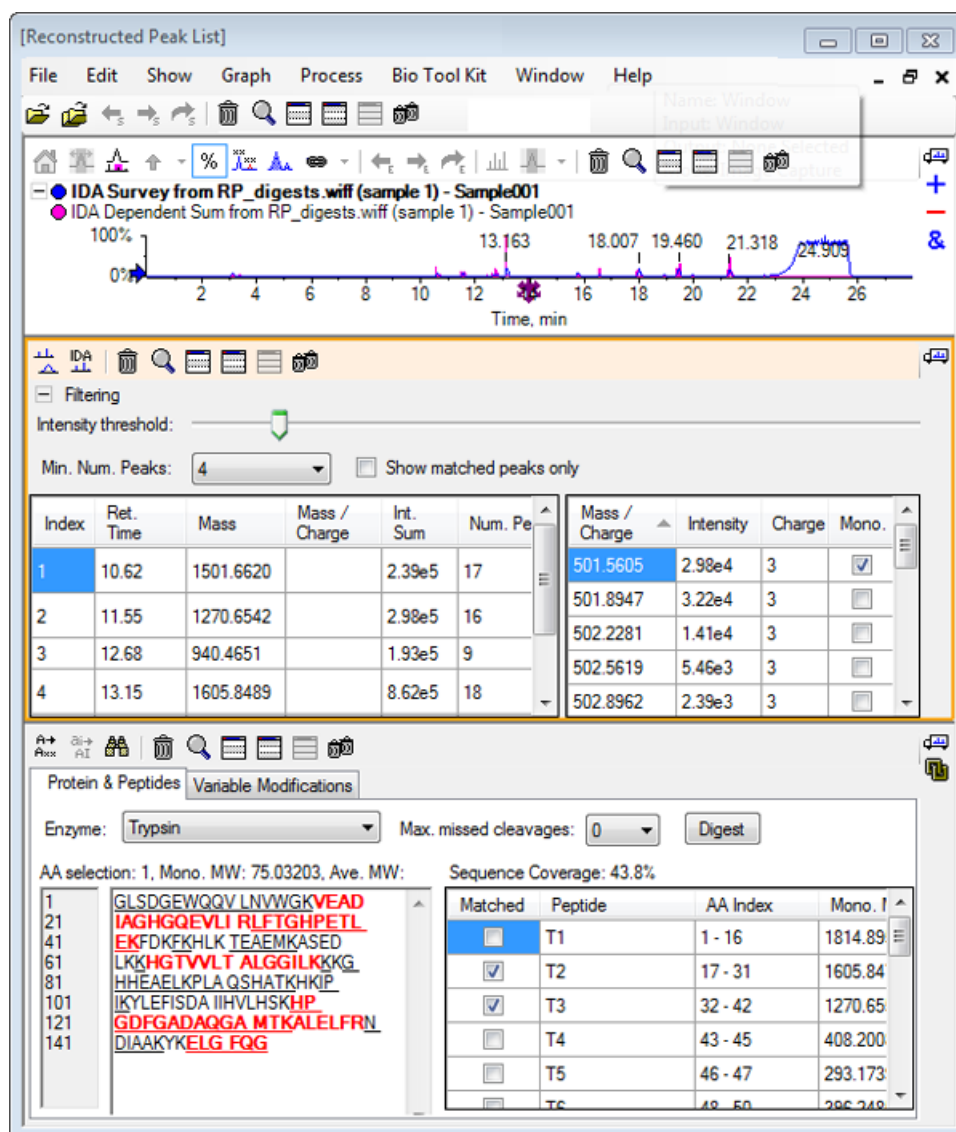 [Reconstructed Peak List]
File Edit Show Graph Process Bio Tool Kit Window Help
Name: Window
Input: Window
%
IDA Survey from RP_digests.wiff (sample 1) - Sample001
IDA Dependent Sum from RP_digests.wiff (sample 1) - Sample001
100%
0%
13.163 18.007 19.460 21.318 24.909
2 4 6 8 10 12 16 18 20 22 24 26
Time, min
IDA
Filtering
Intensity threshold:
Min. Num. Peaks: 4 Show matched peaks only
Index Ret. Time Mass Mass / Charge Int. Sum Num. Pe
1 10.62 1501.6620 2.39e5 17
2 11.55 1270.6542 2.98e5 16
3 12.68 940.4651 1.93e5 9
4 13.15 1605.8489 8.62e5 18
Mass / Charge Intensity Charge Mono.
501.5605 2.98e4 3
501.8947 3.22e4 3
502.2281 1.41e4 3
502.5619 5.46e3 3
502.8962 2.39e3 3
Protein & Peptides Variable Modifications
Enzyme: Trypsin Max. missed cleavages: 0 Digest
AA selection: 1, Mono. MW: 75.03203, Ave. MW: Sequence Coverage: 43.8%
1 GLSDGEWQQV LNVWGKVEAD
21 IAGHGQEVLI RLFTGHPETL
41 EKFDKFKHLK TEAEMKASED
61 LKKHGTVVLT ALGGILKKKG
81 HHEAELKPLA QSHATKHKIP
101 IKYLEFISDA IIHVLHSKHP
121 GDFGADAQGA MTKALELFRN
141 DIAAKYKELG FQG
Matched Peptide AA Index Mono. M
T1 1 - 16 1814.89
T2 17 - 31 1605.84
T3 32 - 42 1270.65
T4 43 - 45 408.200
T5 46 - 47 293.173
T6 48 - 50 396.248